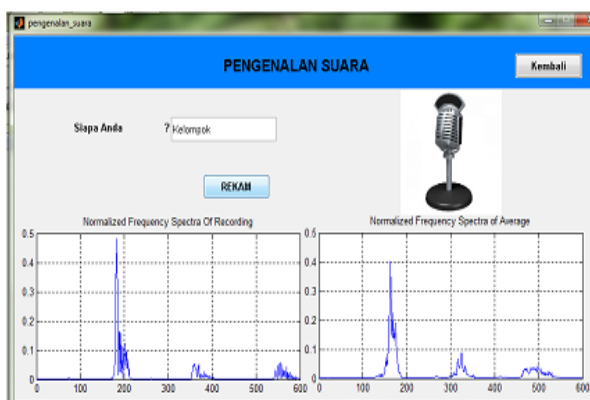 pengenalan_suara
PENGENALAN SUARA
Kembali
Siapa Anda ?
Kelompok
REKAM
Normalized Frequency Spectra Of Recording
0.5
0.4
0.3
0.2
0.1
0
0 100 200 300 400 500 600
Normalized Frequency Spectra of Average
0.5
0.4
0.3
0.2
0.1
0
0 100 200 300 400 500 600